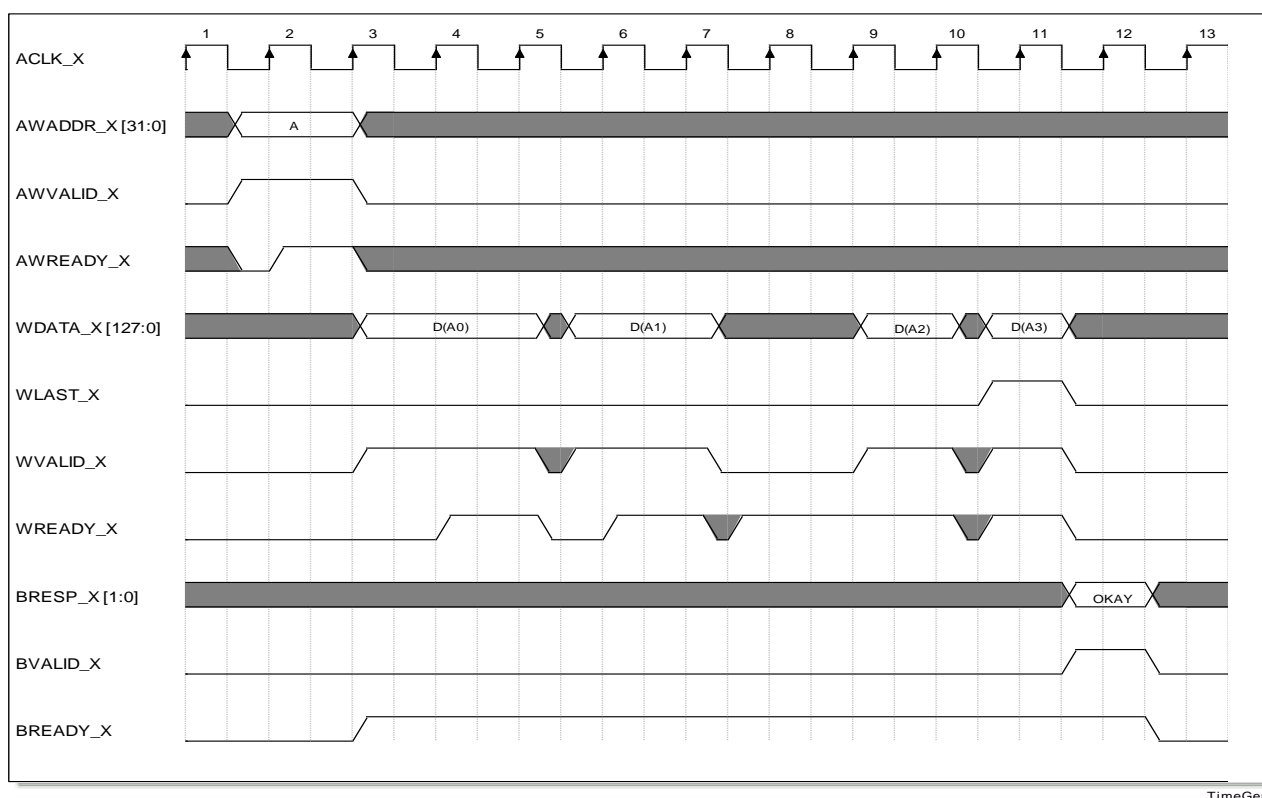 1 2 3 4 5 6 7 8 9 10 11 12 13
ACLK_X
AWADDR_X [31:0] A
AWVALID_X
AWREADY_X
WDATA_X [127:0] D(A0) D(A1) D(A2) D(A3)
WLAST_X
WVALID_X
WREADY_X
BRESP_X [1:0] OKAY
BVALID_X
BREADY_X